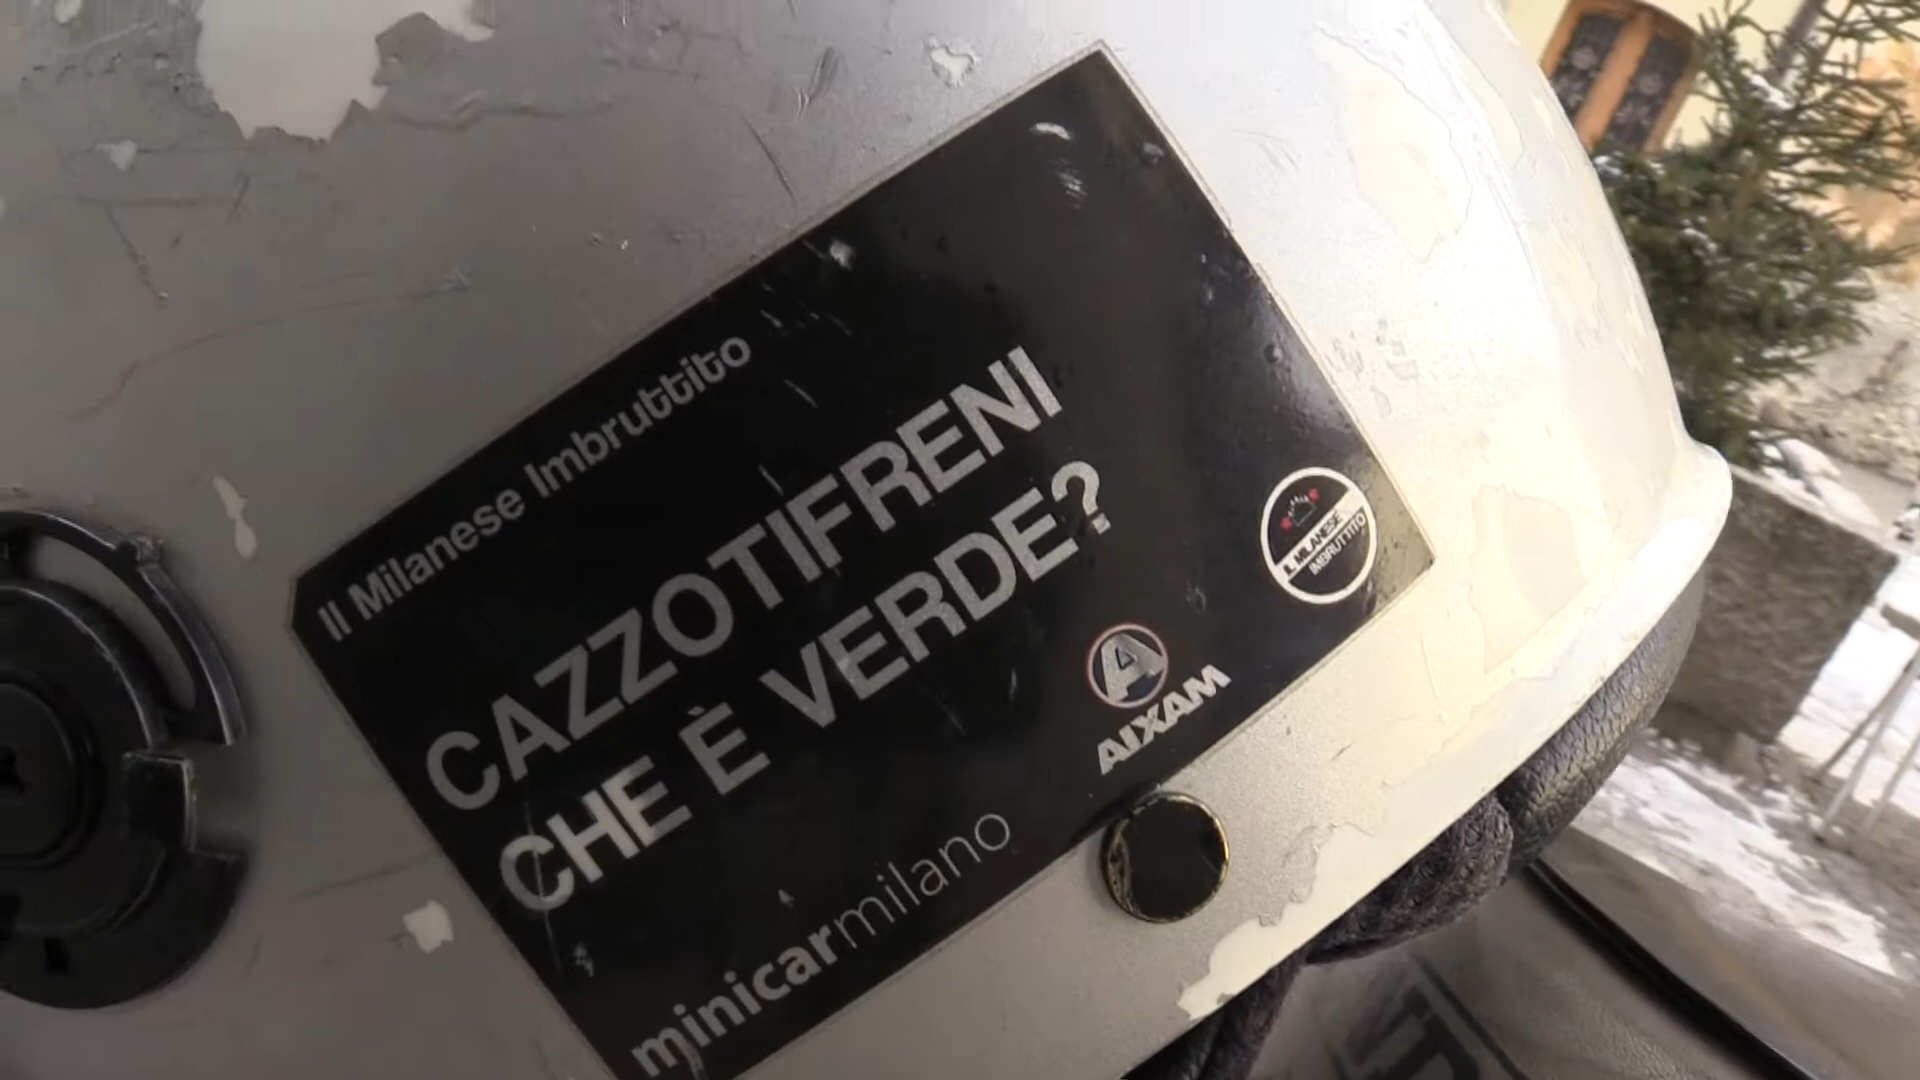 Il Milanese Imbruttito
CAZZOTIFRENI
CHE È VERDE?
IL MILANESE
IMBRUTTITO
A
AIXAM
minicarmilano